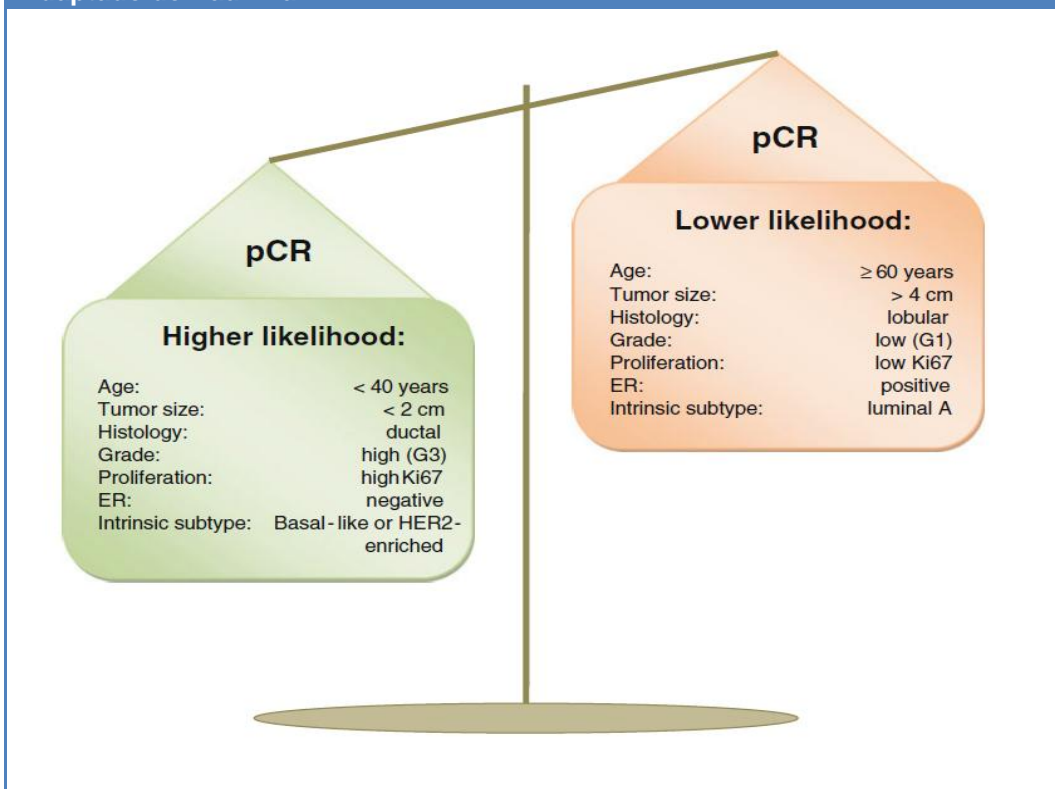 pCR
Higher likelihood:
Age: < 40 years
Tumor size: < 2 cm
Histology: ductal
Grade: high (G3)
Proliferation: high Ki67
ER: negative
Intrinsic subtype: Basal-like or HER2-
enriched
pCR
Lower likelihood:
Age: ≥ 60 years
Tumor size: > 4 cm
Histology: lobular
Grade: low (G1)
Proliferation: low Ki67
ER: positive
Intrinsic subtype: luminal A